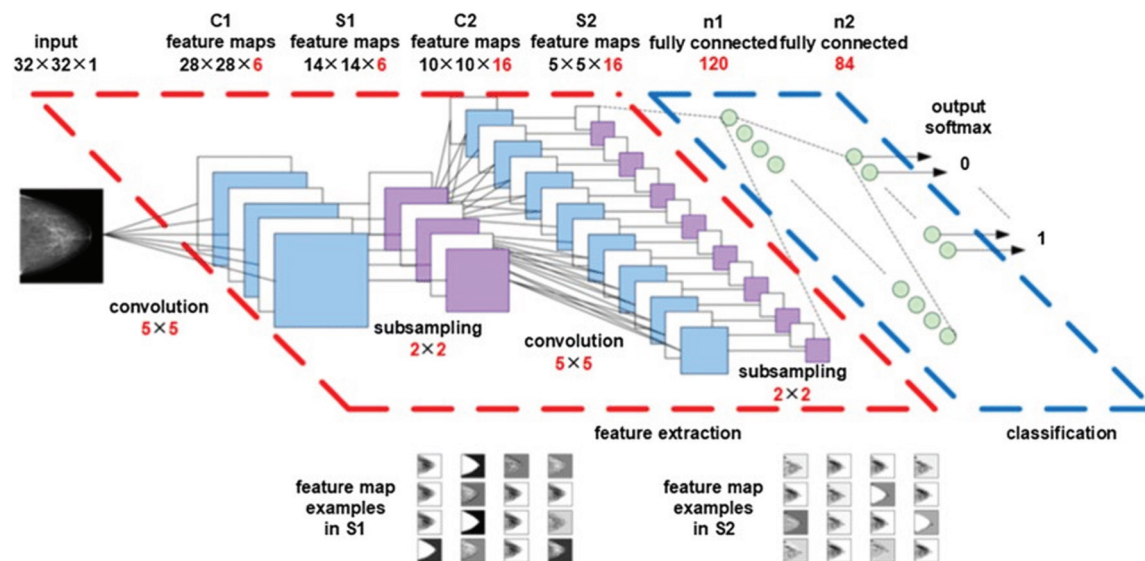 input
32×32×1
C1
feature maps
28×28×6
S1
feature maps
14×14×6
C2
feature maps
10×10×16
S2
feature maps
5×5×16
n1
fully connected
120
n2
fully connected
84
output
softmax
0
1
convolution
5×5
subsampling
2×2
convolution
5×5
subsampling
2×2
feature extraction
classification
feature map
examples
in S1
feature map
examples
in S2